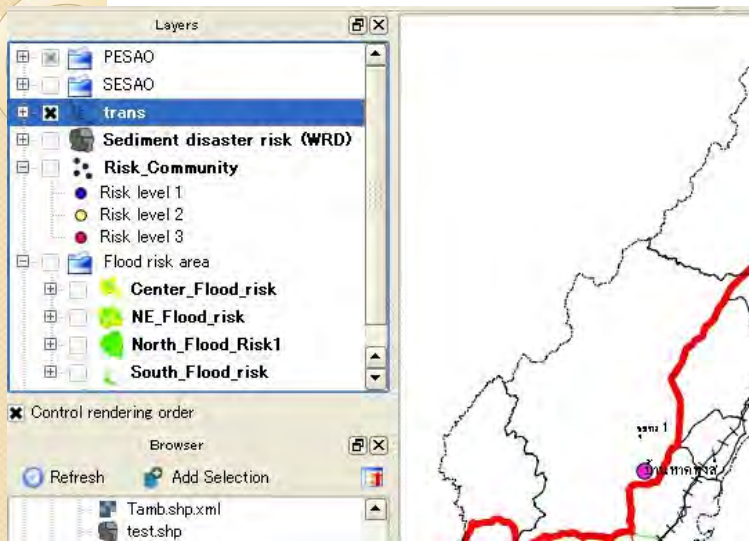 Layers
PESAO
SESAO
trans
Sediment disaster risk (WRD)
Risk_Community
Risk level 1
Risk level 2
Risk level 3
Flood risk area
Center_Flood_risk
NE_Flood_risk
North_Flood_Risk1
South_Flood_risk
Control rendering order
Browser
Refresh
Add Selection
Tamb.shp.xml
test.shp